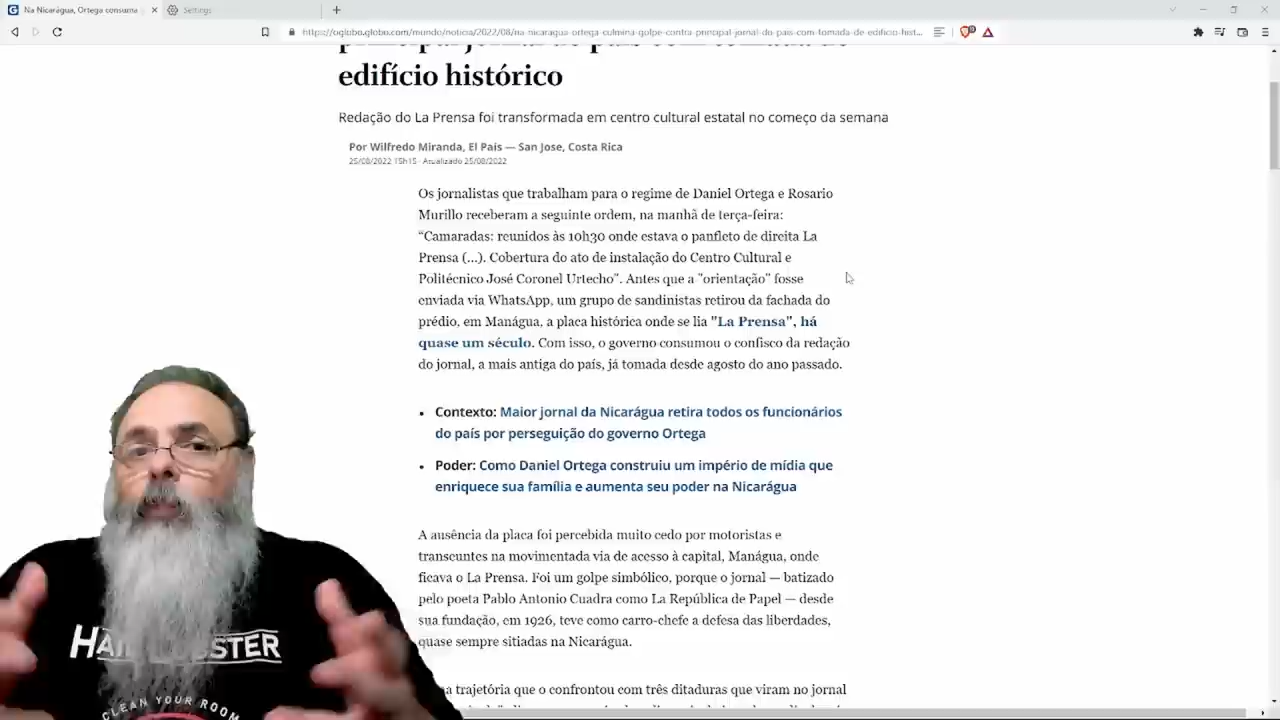 Na Nicarágua, Ortega consuma
Settings
https://oglobo.globo.com/mundo/noticia/2022/08/na-nicaragua-ortega-culmina-golpe-contra-principal-jornal-do-pais-com-tomada-de-edificio-hist...
principal jornal do país com tomada de
edifício histórico
Redação do La Prensa foi transformada em centro cultural estatal no começo da semana
Por Wilfredo Miranda, El País — San Jose, Costa Rica
25/08/2022 15h15 · Atualizado 25/08/2022
Os jornalistas que trabalham para o regime de Daniel Ortega e Rosario
Murillo receberam a seguinte ordem, na manhã de terça-feira:
“Camaradas: reunidos às 10h30 onde estava o panfleto de direita La
Prensa (...). Cobertura do ato de instalação do Centro Cultural e
Politécnico José Coronel Urtecho”. Antes que a "orientação" fosse
enviada via WhatsApp, um grupo de sandinistas retirou da fachada do
prédio, em Manágua, a placa histórica onde se lia "La Prensa", há
quase um século. Com isso, o governo consumou o confisco da redação
do jornal, a mais antiga do país, já tomada desde agosto do ano passado.
• Contexto: Maior jornal da Nicarágua retira todos os funcionários
do país por perseguição do governo Ortega
• Poder: Como Daniel Ortega construiu um império de mídia que
enriquece sua família e aumenta seu poder na Nicarágua
A ausência da placa foi percebida muito cedo por motoristas e
transeuntes na movimentada via de acesso à capital, Manágua, onde
ficava o La Prensa. Foi um golpe simbólico, porque o jornal — batizado
pelo poeta Pablo Antonio Cuadra como La República de Papel — desde
sua fundação, em 1926, teve como carro-chefe a defesa das liberdades,
quase sempre sitiadas na Nicarágua.
trajetória que o confrontou com três ditaduras que viram no jornal
CLEAN YOUR ROOM